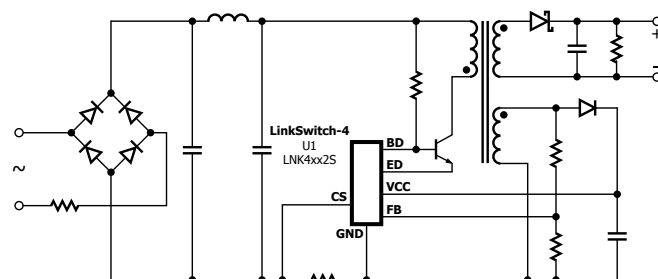 LinkSwitch-4
U1
LNK4xx2S
BD
ED
VCC
CS
FB
GND
+
−
~